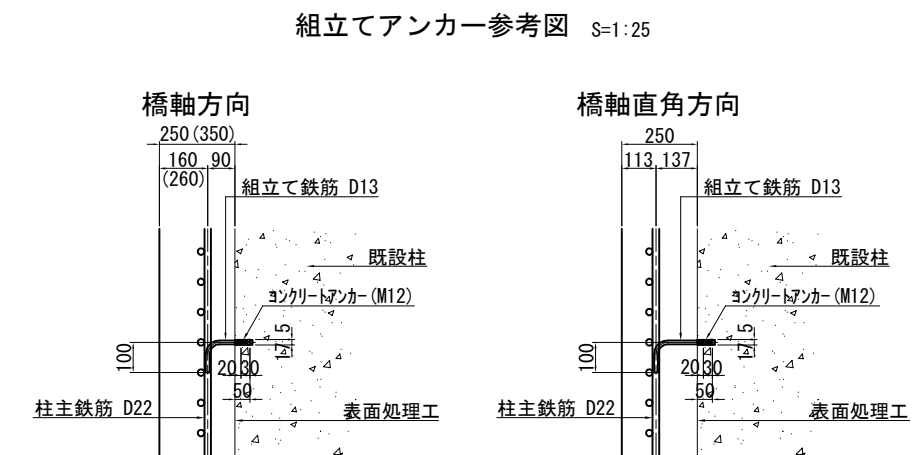 組立てアンカー参考図 S=1:25
橋軸方向
250(350)
160 90
(260)
組立て鉄筋 D13
既設柱
コンクリートアンカー(M12)
17.5
100
20 30
50
柱主鉄筋 D22
表面処理工
橋軸直角方向
250
113 137
組立て鉄筋 D13
既設柱
コンクリートアンカー(M12)
17.5
100
20 30
50
柱主鉄筋 D22
表面処理工